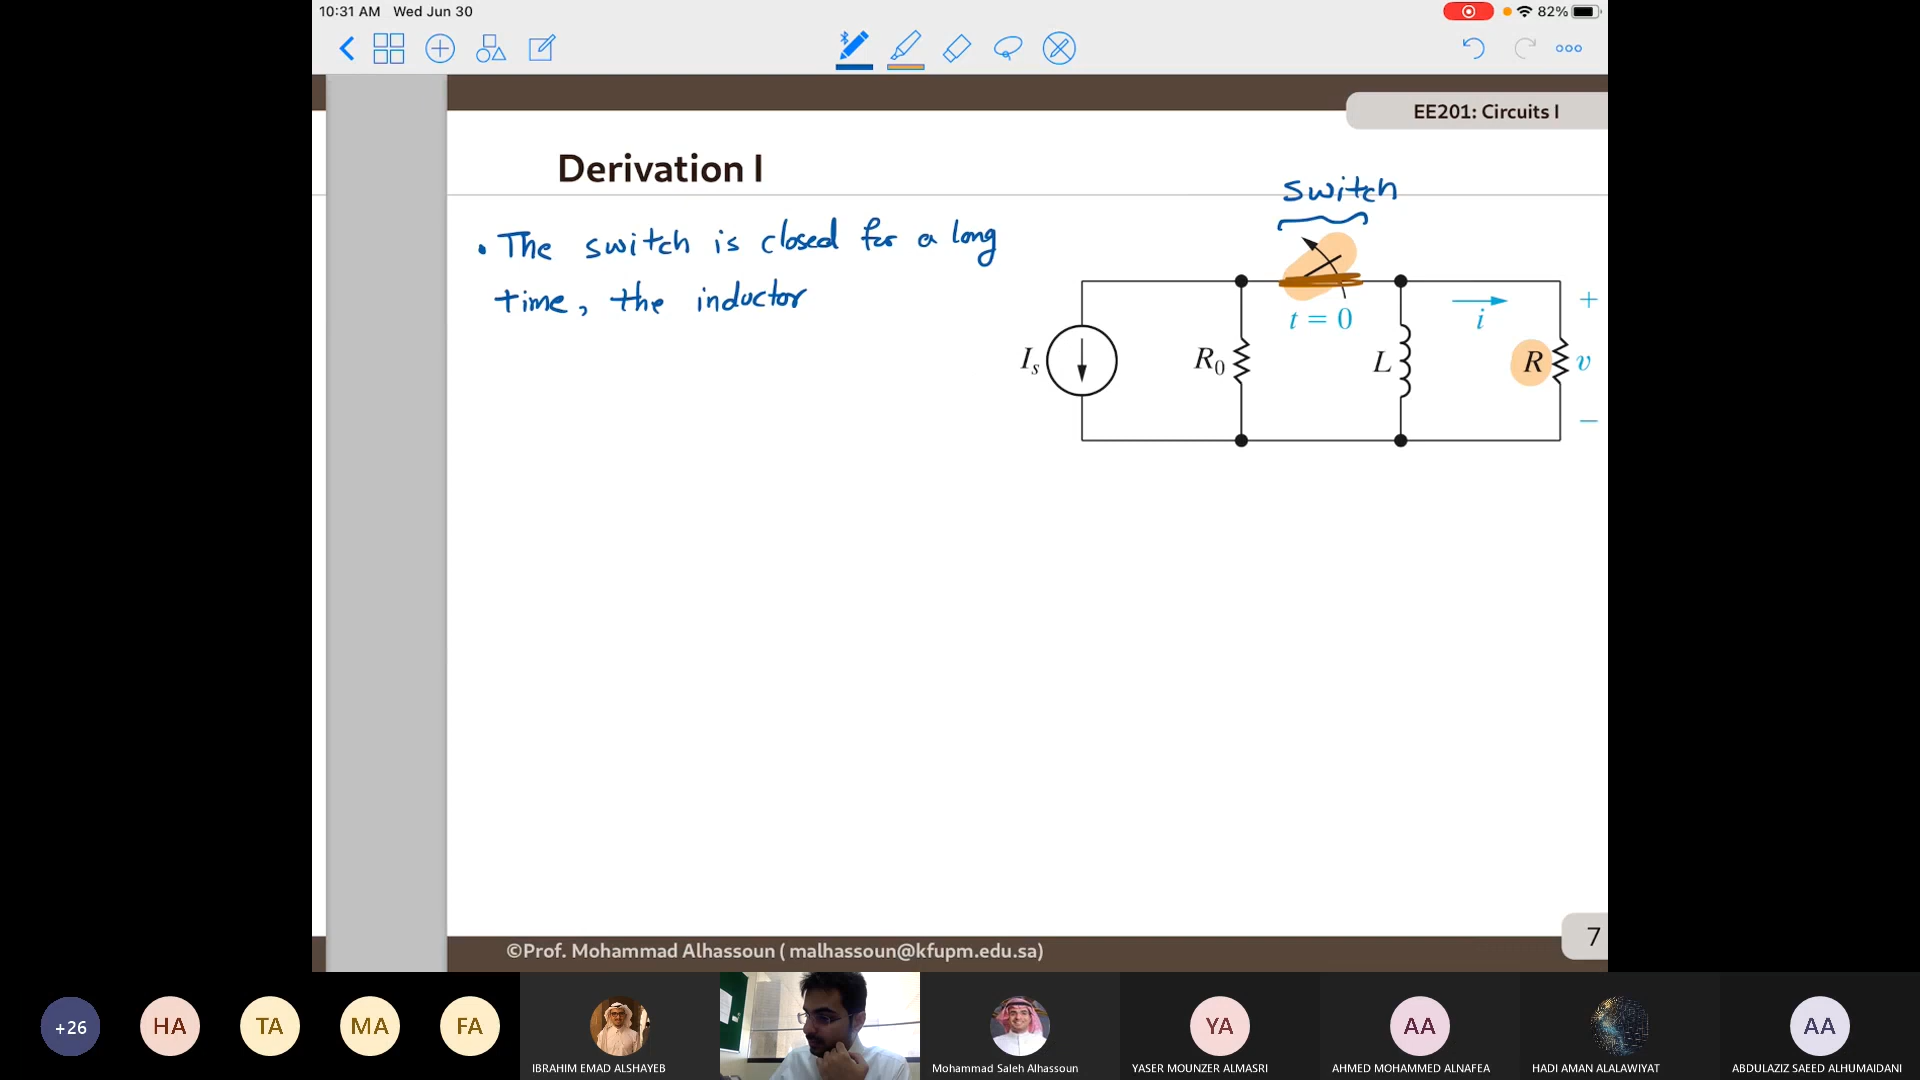 10:31 AM Wed Jun 30
82%
EE201: Circuits I
Derivation I
switch
• The switch is closed for a long
time, the inductor
t = 0
i
+
Is
R0
L
R
v
−
7
©Prof. Mohammad Alhassoun ( malhassoun@kfupm.edu.sa)
+26
HA
TA
MA
FA
YA
AA
AA
IBRAHIM EMAD ALSHAYEB
Mohammad Saleh Alhassoun
YASER MOUNZER ALMASRI
AHMED MOHAMMED ALNAFEA
HADI AMAN ALALAWIYAT
ABDULAZIZ SAEED ALHUMAIDANI